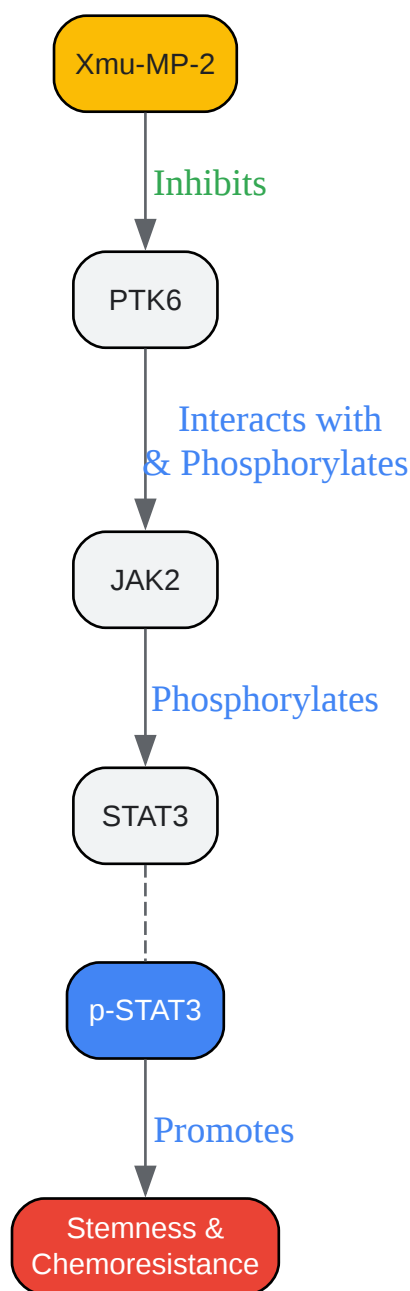 Xmu-MP-2
Inhibits
PTK6
Interacts with
& Phosphorylates
JAK2
Phosphorylates
STAT3
p-STAT3
Promotes
Stemness &
Chemoresistance